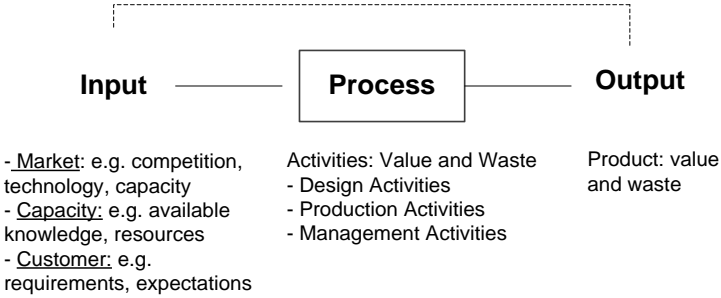 Input
Process
Output
- Market: e.g. competition,
technology, capacity
- Capacity: e.g. available
knowledge, resources
- Customer: e.g.
requirements, expectations
Activities: Value and Waste
- Design Activities
- Production Activities
- Management Activities
Product: value
and waste